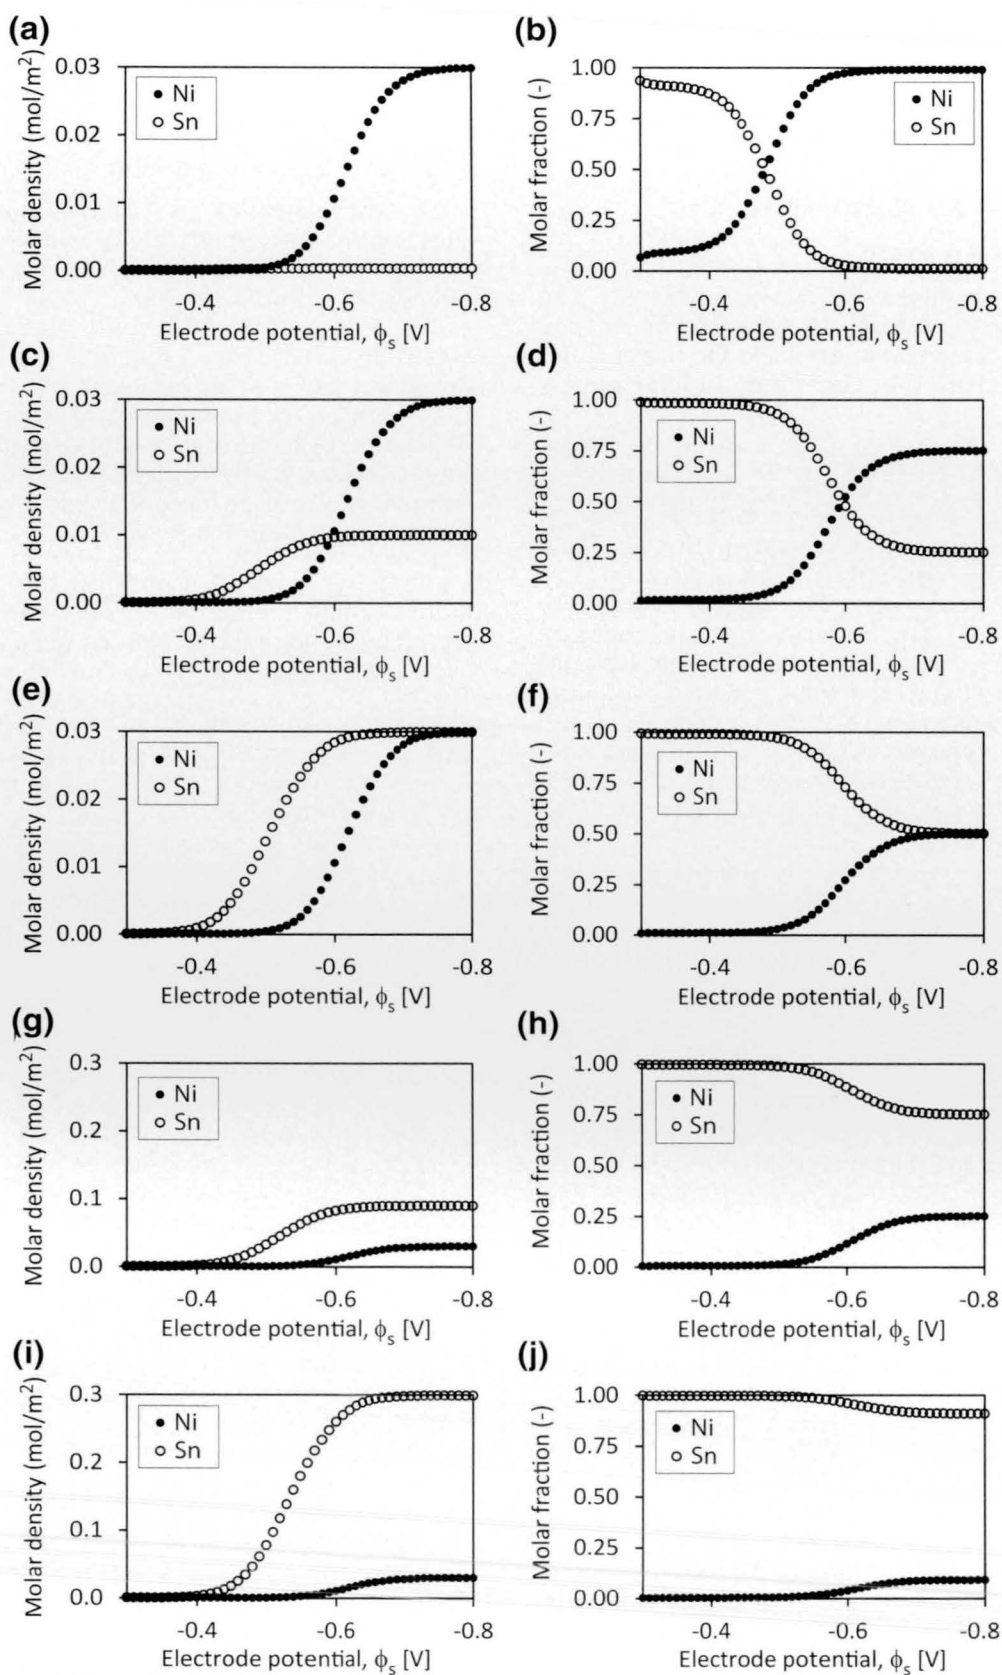 (a)
Molar density (mol/m²)
0.03
0.02
0.01
0.00
Ni
Sn
-0.4 -0.6 -0.8
Electrode potential, ϕs [V]
(b)
Molar fraction (-)
1.00
0.75
0.50
0.25
0.00
Ni
Sn
-0.4 -0.6 -0.8
Electrode potential, ϕs [V]
(c)
Molar density (mol/m²)
0.03
0.02
0.01
0.00
Ni
Sn
-0.4 -0.6 -0.8
Electrode potential, ϕs [V]
(d)
Molar fraction (-)
1.00
0.75
0.50
0.25
0.00
Ni
Sn
-0.4 -0.6 -0.8
Electrode potential, ϕs [V]
(e)
Molar density (mol/m²)
0.03
0.02
0.01
0.00
Ni
Sn
-0.4 -0.6 -0.8
Electrode potential, ϕs [V]
(f)
Molar fraction (-)
1.00
0.75
0.50
0.25
0.00
Ni
Sn
-0.4 -0.6 -0.8
Electrode potential, ϕs [V]
(g)
Molar density (mol/m²)
0.3
0.2
0.1
0.0
Ni
Sn
-0.4 -0.6 -0.8
Electrode potential, ϕs [V]
(h)
Molar fraction (-)
1.00
0.75
0.50
0.25
0.00
Ni
Sn
-0.4 -0.6 -0.8
Electrode potential, ϕs [V]
(i)
Molar density (mol/m²)
0.3
0.2
0.1
0.0
Ni
Sn
-0.4 -0.6 -0.8
Electrode potential, ϕs [V]
(j)
Molar fraction (-)
1.00
0.75
0.50
0.25
0.00
Ni
Sn
-0.4 -0.6 -0.8
Electrode potential, ϕs [V]